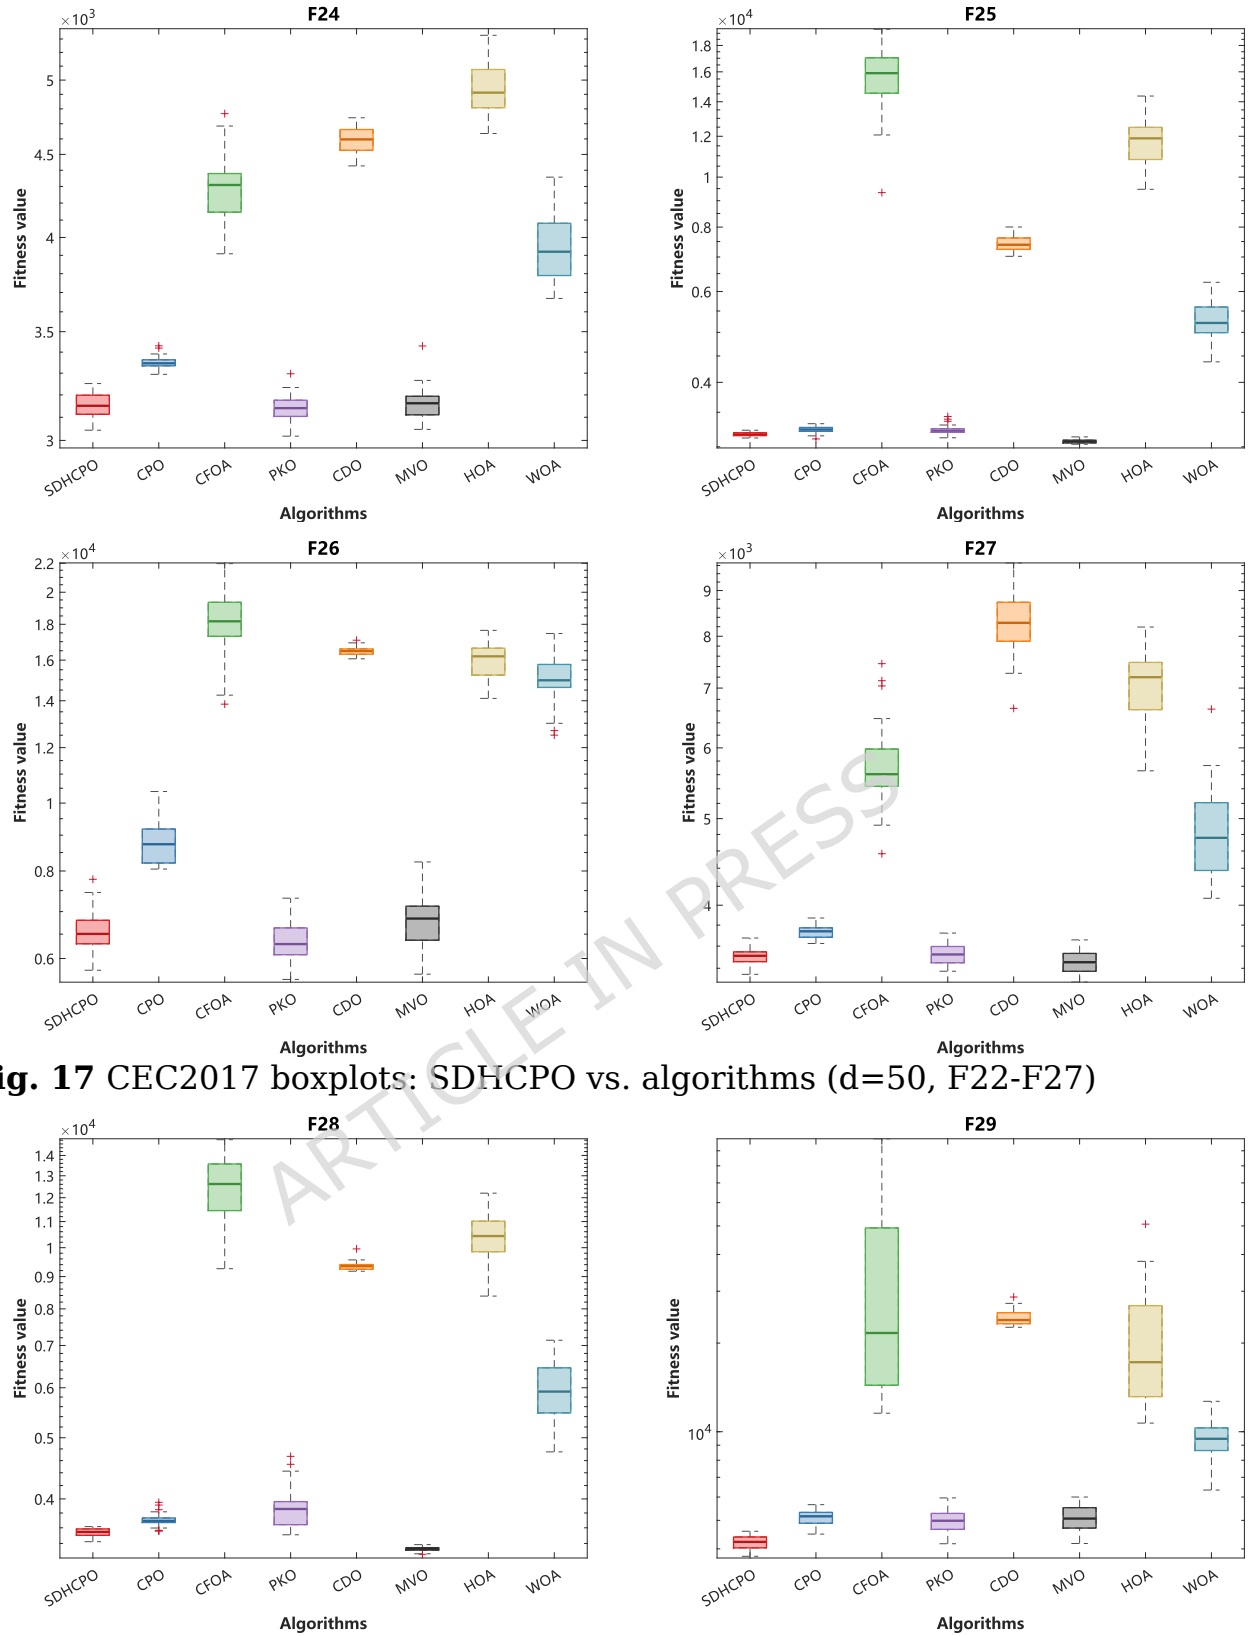 F24
×10³
5
4.5
4
3.5
3
Fitness value
SDHCPO
CPO
CFOA
PKO
CDO
MVO
HOA
WOA
Algorithms
F25
×10⁴
1.8
1.6
1.4
1.2
1
0.8
0.6
0.4
Fitness value
SDHCPO
CPO
CFOA
PKO
CDO
MVO
HOA
WOA
Algorithms
F26
×10⁴
2.2
2
1.8
1.6
1.4
1.2
1
0.8
0.6
Fitness value
SDHCPO
CPO
CFOA
PKO
CDO
MVO
HOA
WOA
Algorithms
F27
×10³
9
8
7
6
5
4
Fitness value
SDHCPO
CPO
CFOA
PKO
CDO
MVO
HOA
WOA
Algorithms
ig. 17 CEC2017 boxplots: SDHCPO vs. algorithms (d=50, F22-F27)
ARTICLE IN PRESS
F28
×10⁴
1.4
1.3
1.2
1.1
1
0.9
0.8
0.7
0.6
0.5
0.4
Fitness value
SDHCPO
CPO
CFOA
PKO
CDO
MVO
HOA
WOA
Algorithms
F29
10⁴
Fitness value
SDHCPO
CPO
CFOA
PKO
CDO
MVO
HOA
WOA
Algorithms